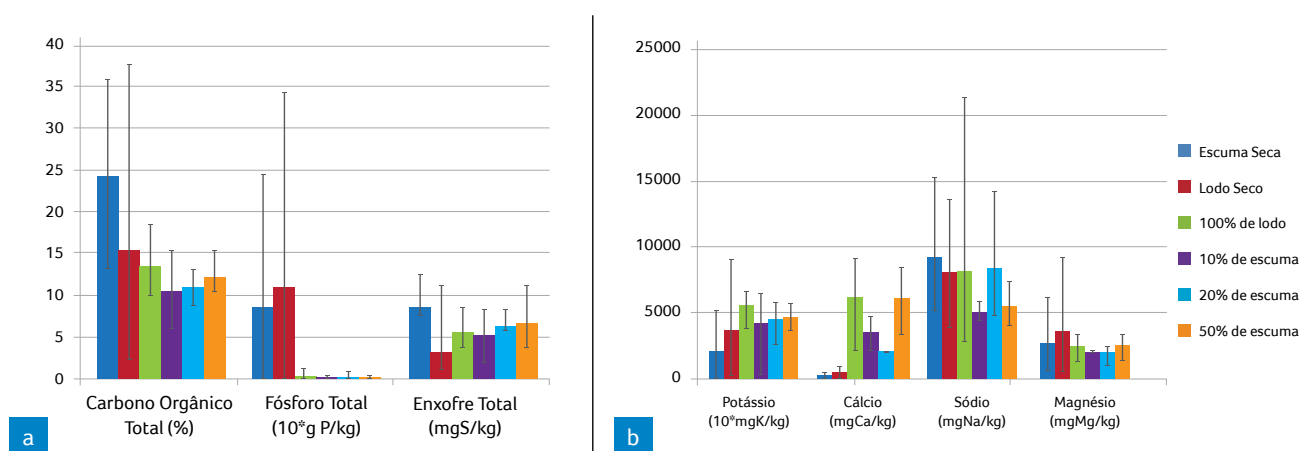 40
35
30
25
20
15
10
5
0
Carbono Orgânico
Total (%)
Fósforo Total
(10*g P/kg)
Enxofre Total
(mgS/kg)
a
25000
20000
15000
10000
5000
0
Potássio
(10*mgK/kg)
Cálcio
(mgCa/kg)
Sódio
(mgNa/kg)
Magnésio
(mgMg/kg)
Escuma Seca
Lodo Seco
100% de lodo
10% de escuma
20% de escuma
50% de escuma
b